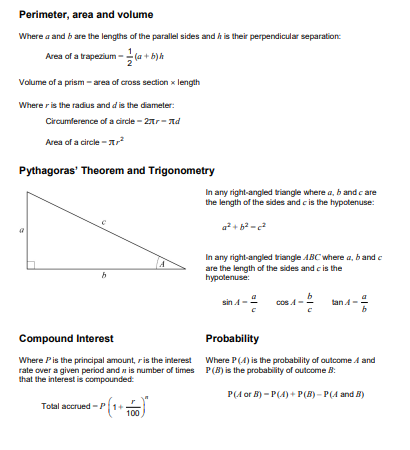 Perimeter, area and volume
Where a and b are the lengths of the parallel sides and h is their perpendicular separation:
Area of a trapezium = 1/2 (a + b) h
Volume of a prism = area of cross section × length
Where r is the radius and d is the diameter:
Circumference of a circle = 2πr = πd
Area of a circle = πr²
Pythagoras' Theorem and Trigonometry
a
c
b
A
In any right-angled triangle where a, b and c are
the length of the sides and c is the hypotenuse:
a² + b² = c²
In any right-angled triangle ABC where a, b and c
are the length of the sides and c is the
hypotenuse:
sin A = a/c cos A = b/c tan A = a/b
Compound Interest
Where P is the principal amount, r is the interest
rate over a given period and n is number of times
that the interest is compounded:
Total accrued = P(1 + r/100)ⁿ
Probability
Where P (A) is the probability of outcome A and
P (B) is the probability of outcome B:
P (A or B) = P (A) + P (B) – P (A and B)